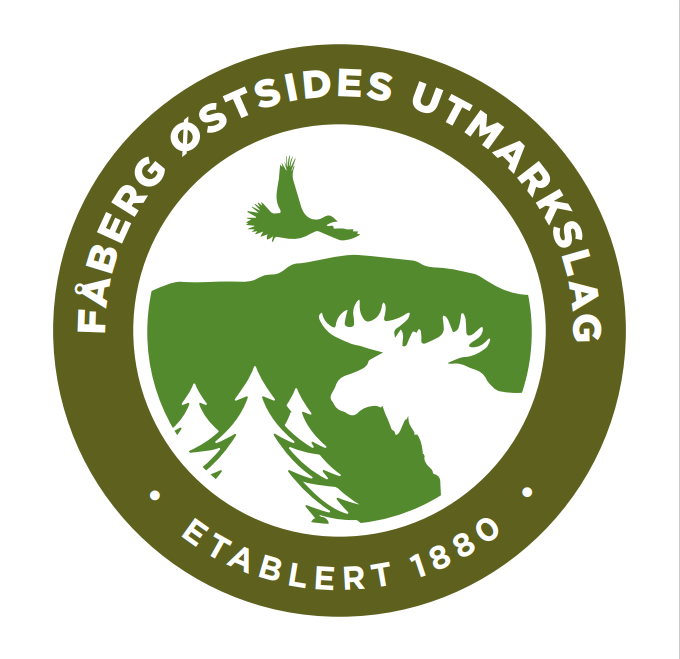 FÅBERG ØSTSIDES UTMARKSLAG
• ETABLERT 1880 •